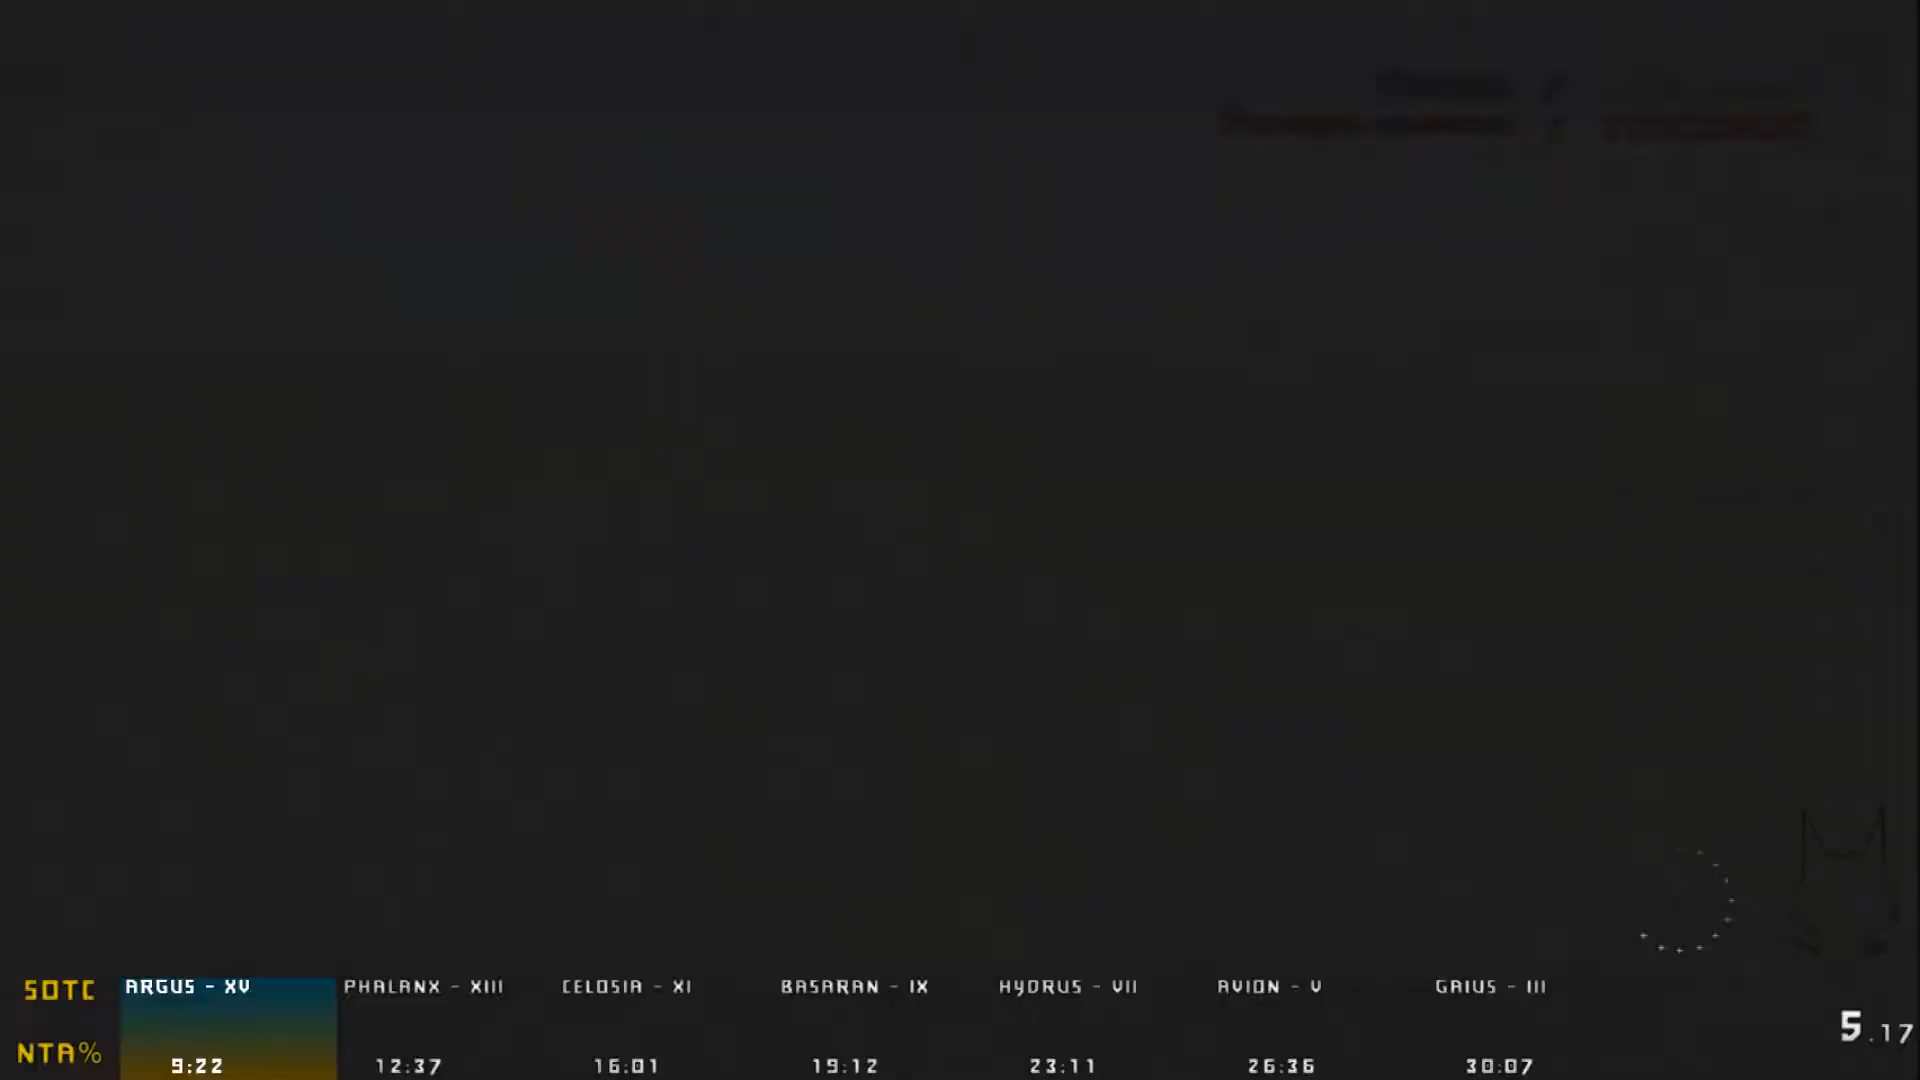 SOTC
NTA%
ARGUS - XV
9:22
PHALANX - XIII
12:37
CELOSIA - XI
16:01
BASARAN - IX
19:12
HYDRUS - VII
23:11
AVION - V
26:36
GAIUS - III
30:07
5.17